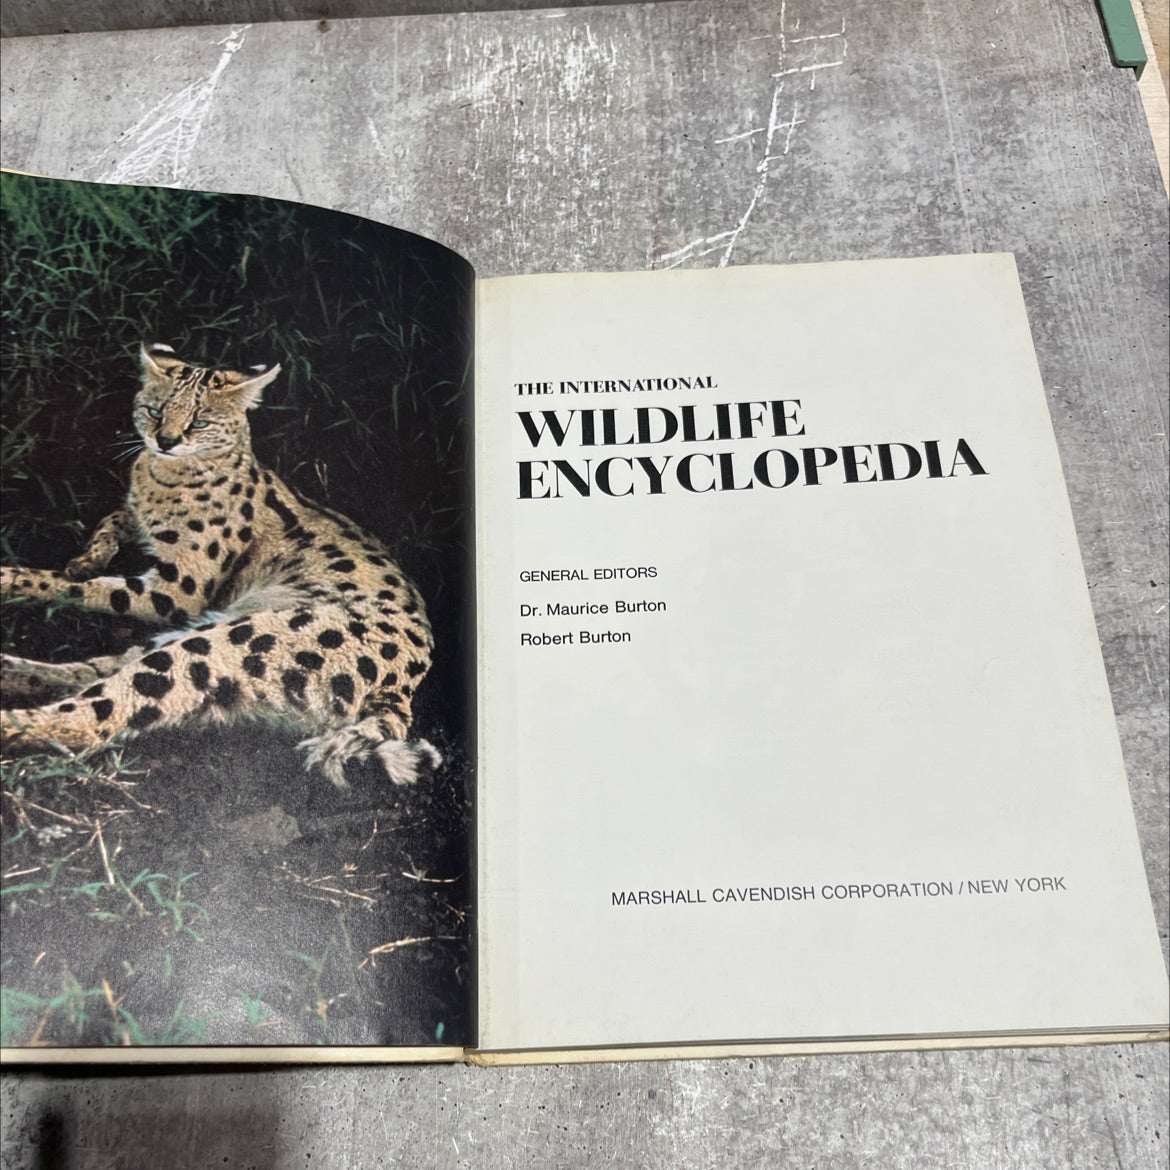 THE INTERNATIONAL
WILDLIFE
ENCYCLOPEDIA
GENERAL EDITORS
Dr. Maurice Burton
Robert Burton
MARSHALL CAVENDISH CORPORATION / NEW YORK